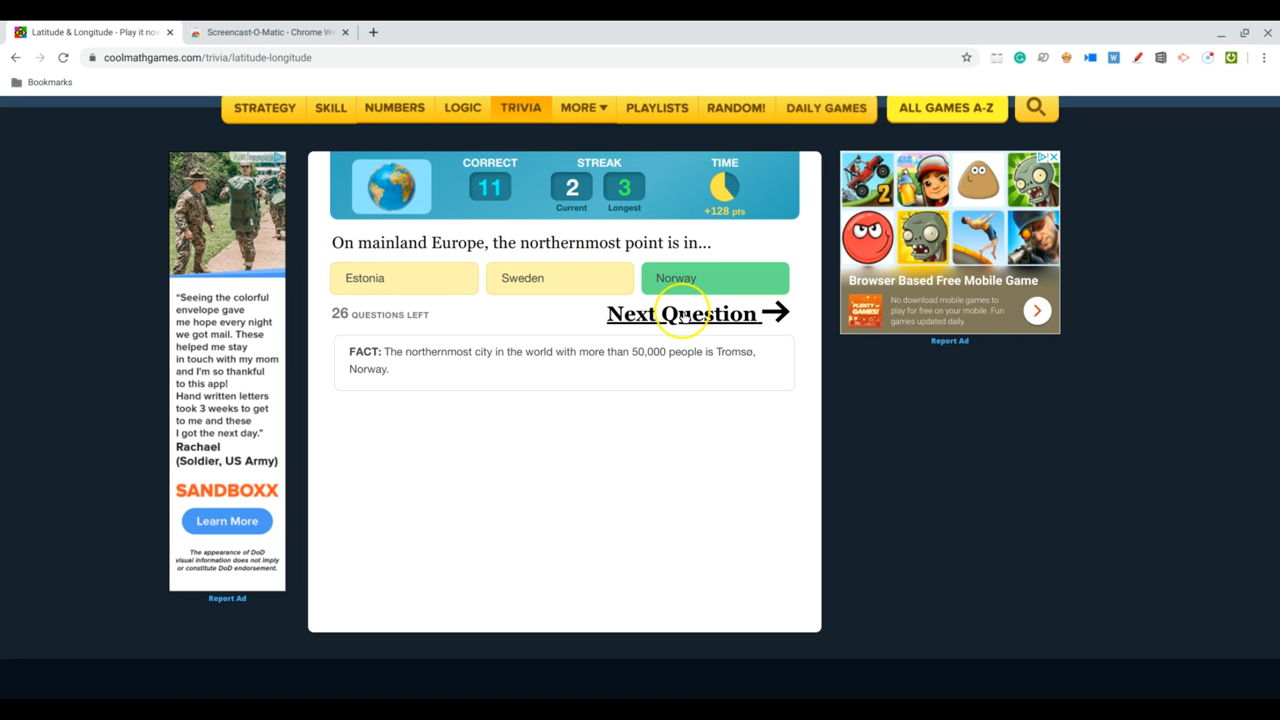 Latitude & Longitude - Play it now
Screencast-O-Matic - Chrome We
coolmathgames.com/trivia/latitude-longitude
Bookmarks
STRATEGY SKILL NUMBERS LOGIC TRIVIA MORE PLAYLISTS RANDOM! DAILY GAMES ALL GAMES A-Z
CORRECT STREAK TIME
11 2 3
Current Longest +128 pts
On mainland Europe, the northernmost point is in...
Estonia Sweden Norway
26 QUESTIONS LEFT
Next Question
FACT: The northernmost city in the world with more than 50,000 people is Tromsø,
Norway.
“Seeing the colorful
envelope gave
me hope every night
we got mail. These
helped me stay
in touch with my mom
and I'm so thankful
to this app!
Hand written letters
took 3 weeks to get
to me and these
I got the next day.”
Rachael
(Soldier, US Army)
SANDBOXX
Learn More
The appearance of DoD
visual information does not imply
or constitute DoD endorsement.
Report Ad
2
Browser Based Free Mobile Game
No download mobile games to
play for free on your mobile. Fun
games updated daily.
Report Ad